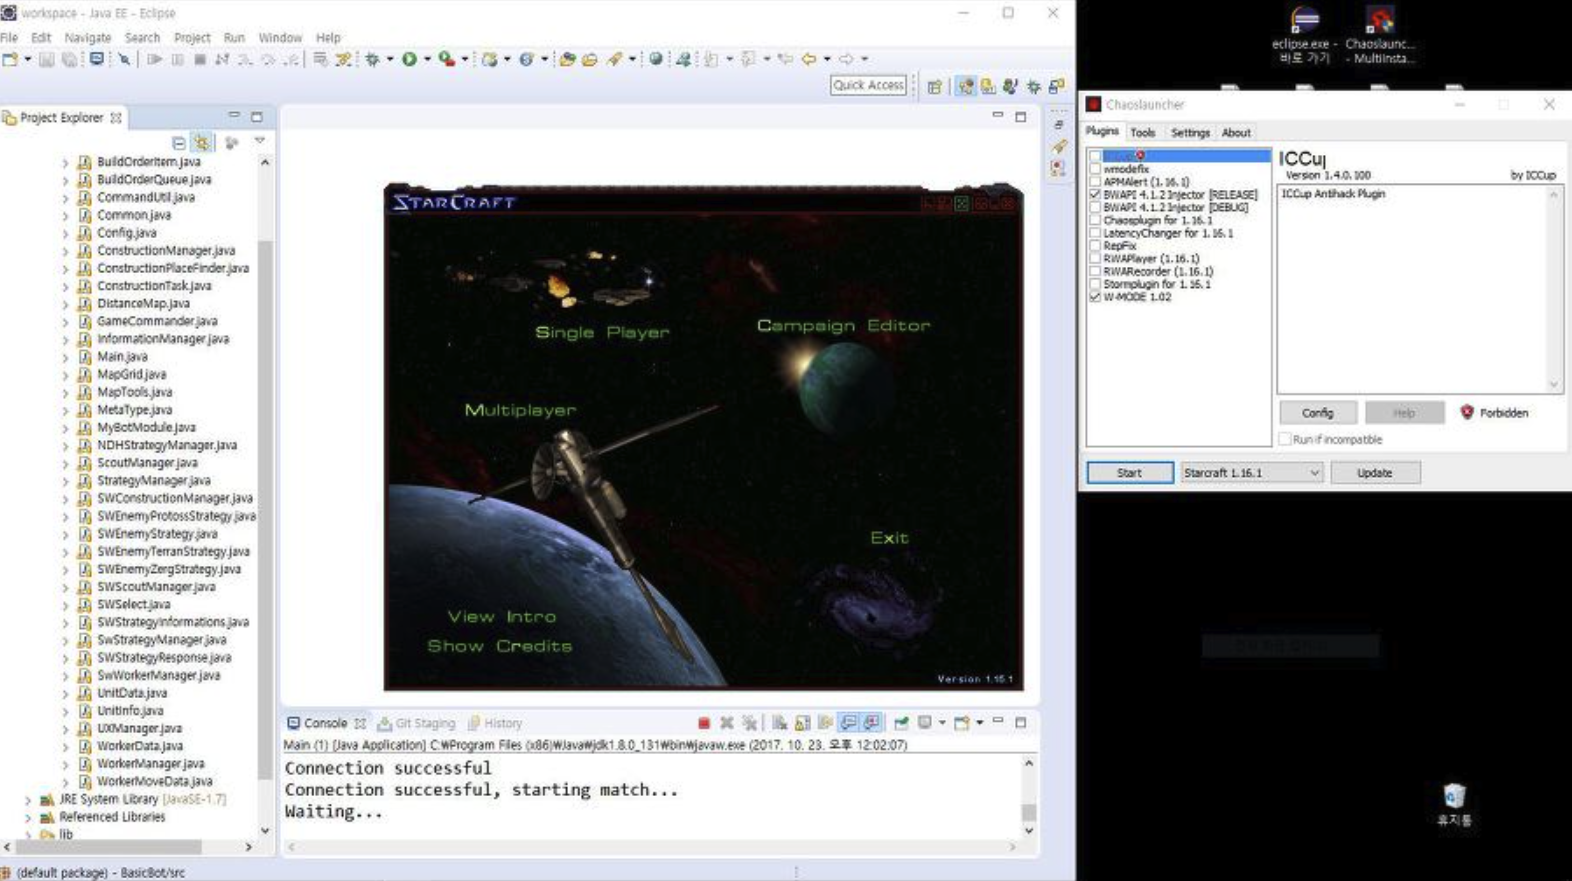 workspace - Java EE - Eclipse
File Edit Navigate Search Project Run Window Help
Quick Access
Project Explorer
BuildOrderItem.java
BuildOrderQueue.java
CommandUtil.java
Common.java
Config.java
ConstructionManager.java
ConstructionPlaceFinder.java
ConstructionTask.java
DistanceMap.java
GameCommander.java
InformationManager.java
Main.java
MapGrid.java
MapTools.java
MetaType.java
MyBotModule.java
NDHStrategyManager.java
ScoutManager.java
StrategyManager.java
SWConstructionManager.java
SWEnemyProtossStrategy.java
SWEnemyStrategy.java
SWEnemyTerranStrategy.java
SWEnemyZergStrategy.java
SWScoutManager.java
SWSelect.java
SWStrategyInformations.java
SwStrategyManager.java
SWStrategyResponse.java
SwWorkerManager.java
UnitData.java
UnitInfo.java
UXManager.java
WorkerData.java
WorkerManager.java
WorkerMoveData.java
JRE System Library [JavaSE-1.7]
Referenced Libraries
lib
(default package) - BasicBot/src
STARCRAFT
Single Player
Campaign Editor
Multiplayer
Exit
View Intro
Show Credits
Version 1.16.1
Console Git Staging History
Main (1) [Java Application] C:₩Program Files (x86)₩Java₩jdk1.8.0_131₩bin₩javaw.exe (2017. 10. 23. 오후 12:02:07)
Connection successful
Connection successful, starting match...
Waiting...
eclipse.exe - 바로 가기
Chaoslaunc... - MultiInsta...
Chaoslauncher
Plugins Tools Settings About
wmodefix
APMAlert (1.16.1)
BWAPI 4.1.2 Injector [RELEASE]
BWAPI 4.1.2 Injector [DEBUG]
Chaosplugin for 1.16.1
LatencyChanger for 1.16.1
RepFix
RWAPlayer (1.16.1)
RWARecorder (1.16.1)
Stormplugin for 1.16.1
W-MODE 1.02
ICCup
Version 1.4.0.100 by ICCup
ICCup Antihack Plugin
Config Help Forbidden
Run if incompatible
Start Starcraft 1.16.1 Update
휴지통